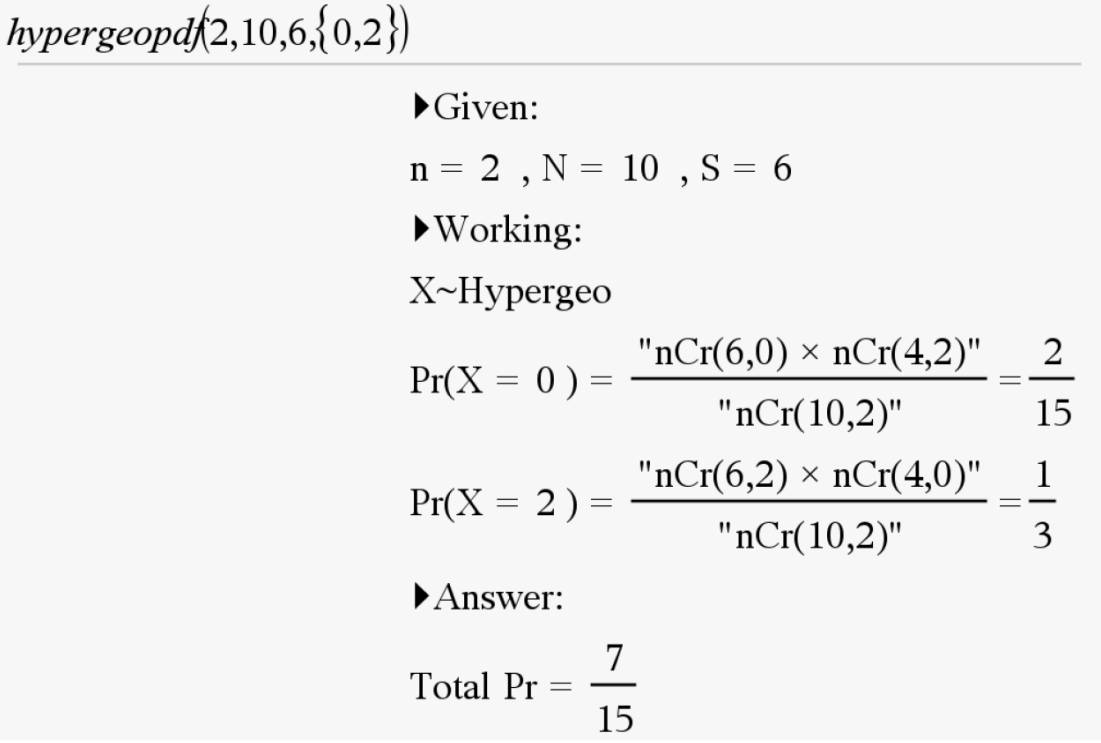 hypergeopdf(2,10,6,{0,2})
▶Given:
n = 2 , N = 10 , S = 6
▶Working:
X~Hypergeo
Pr(X = 0 ) = "nCr(6,0) × nCr(4,2)" / "nCr(10,2)" = 2/15
Pr(X = 2 ) = "nCr(6,2) × nCr(4,0)" / "nCr(10,2)" = 1/3
▶Answer:
Total Pr = 7/15